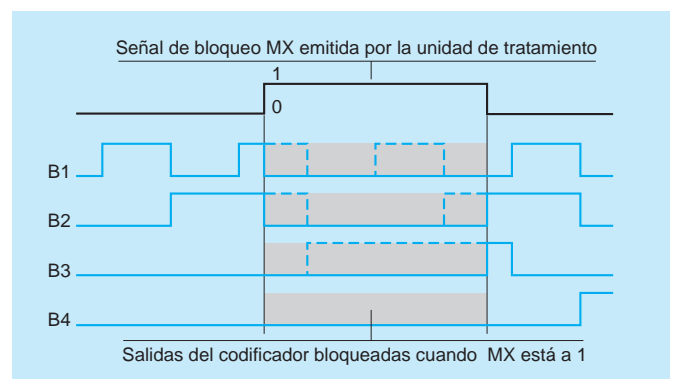 Señal de bloqueo MX emitida por la unidad de tratamiento
1
0
B1
B2
B3
B4
Salidas del codificador bloqueadas cuando MX está a 1